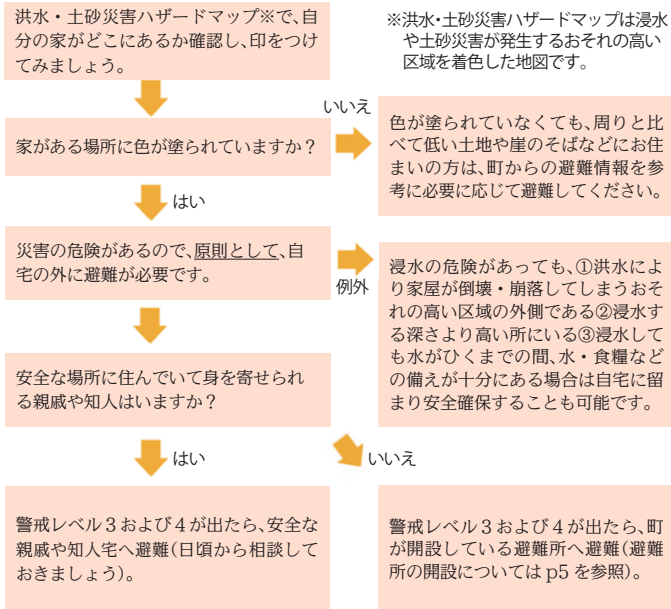 洪水・土砂災害ハザードマップ※で、自
分の家がどこにあるか確認し、印をつけ
てみましょう。
※洪水・土砂災害ハザードマップは浸水
や土砂災害が発生するおそれの高い
区域を着色した地図です。
家がある場所に色が塗られていますか？
いいえ
色が塗られていなくても、周りと比
べて低い土地や崖のそばなどにお住
まいの方は、町からの避難情報を参
考に必要に応じて避難してください。
はい
災害の危険があるので、原則として、自
宅の外に避難が必要です。
例外
浸水の危険があっても、①洪水によ
り家屋が倒壊・崩落してしまうおそ
れの高い区域の外側である②浸水す
る深さより高い所にいる③浸水して
も水がひくまでの間、水・食糧など
の備えが十分にある場合は自宅に留
まり安全確保することも可能です。
安全な場所に住んでいて身を寄せられ
る親戚や知人はいますか？
はい
いいえ
警戒レベル３および４が出たら、安全な
親戚や知人宅へ避難（日頃から相談して
おきましょう）。
警戒レベル３および４が出たら、町
が開設している避難所へ避難（避難
所の開設については p5 を参照）。